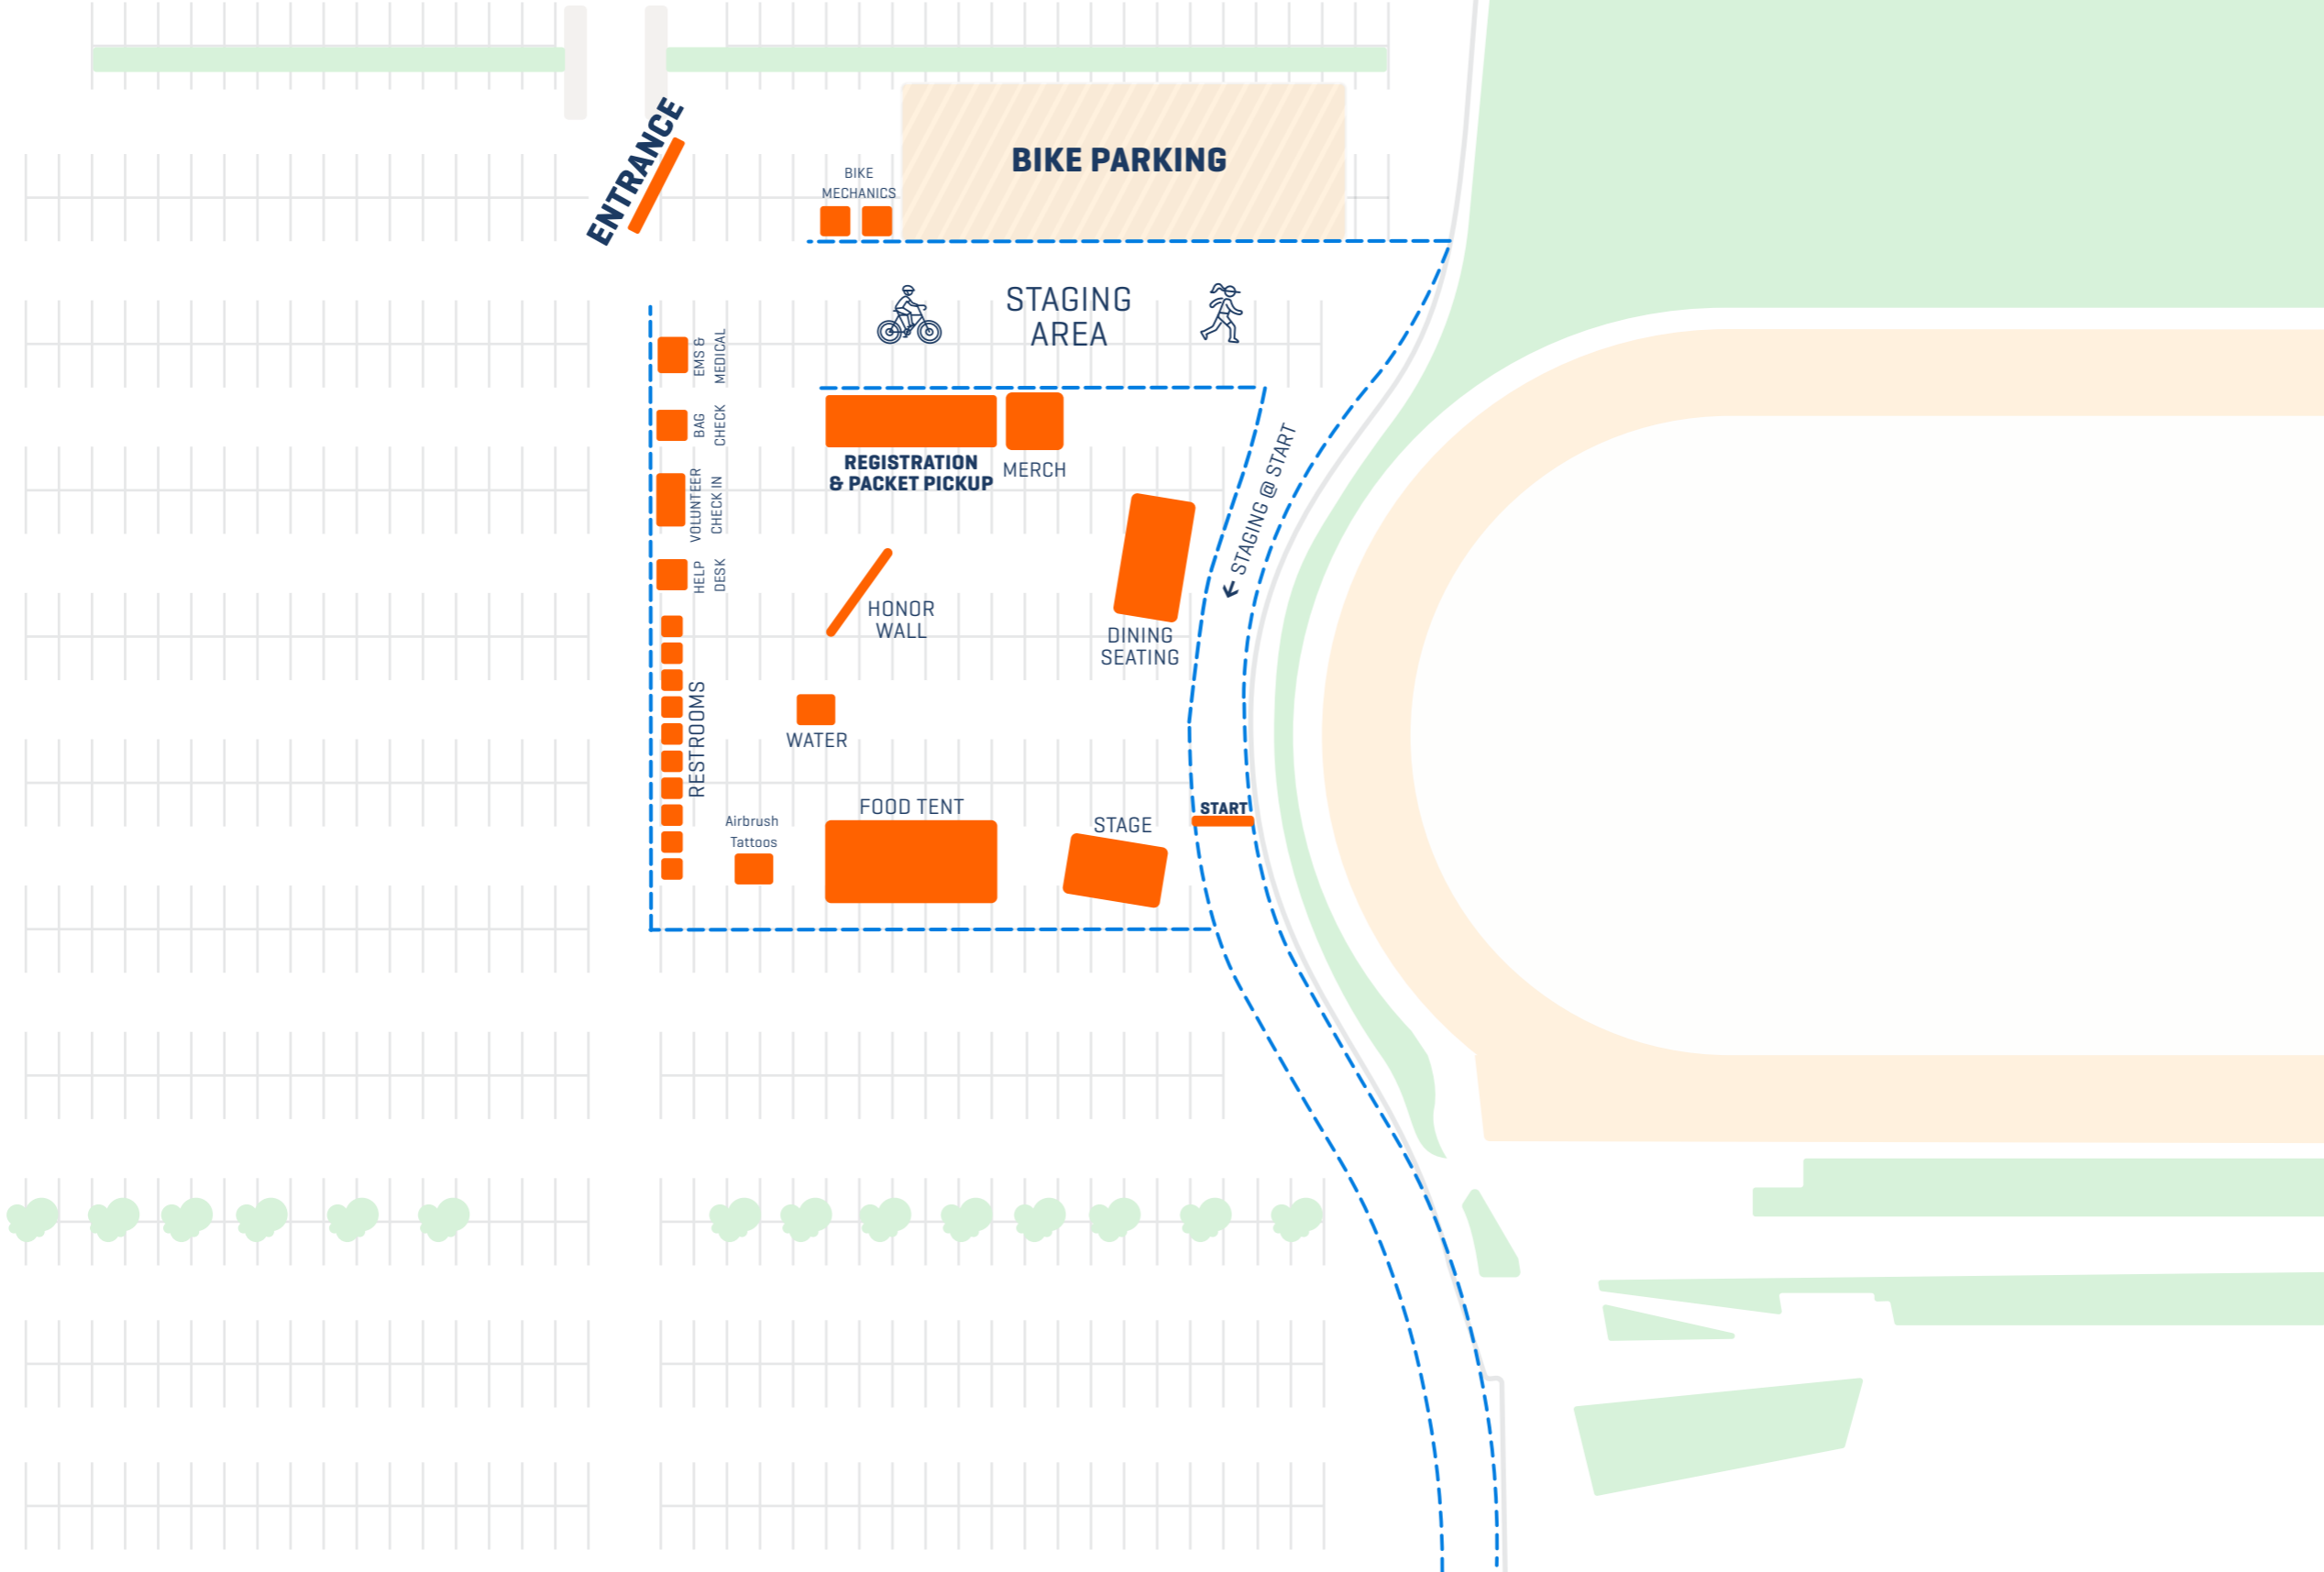 ENTRANCE
BIKE
MECHANICS
BIKE PARKING
STAGING
AREA
EMS &
MEDICAL
BAG
CHECK
VOLUNTEER
CHECK IN
HELP
DESK
RESTROOMS
REGISTRATION
& PACKET PICKUP
MERCH
← STAGING @ START
HONOR
WALL
DINING
SEATING
WATER
Airbrush
Tattoos
FOOD TENT
STAGE
START